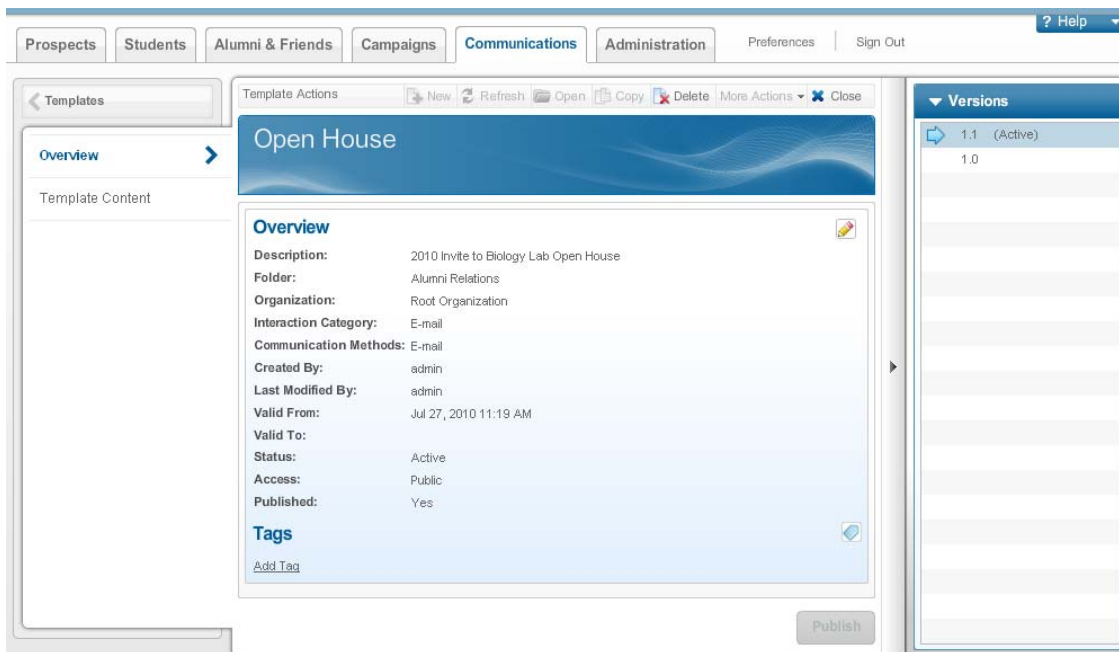 ? Help
Prospects Students Alumni & Friends Campaigns Communications Administration Preferences Sign Out
Templates
Overview
Template Content
Template Actions New Refresh Open Copy Delete More Actions Close
Open House
Overview
Description: 2010 Invite to Biology Lab Open House
Folder: Alumni Relations
Organization: Root Organization
Interaction Category: E-mail
Communication Methods: E-mail
Created By: admin
Last Modified By: admin
Valid From: Jul 27, 2010 11:19 AM
Valid To:
Status: Active
Access: Public
Published: Yes
Tags
Add Tag
Publish
Versions
1.1 (Active)
1.0